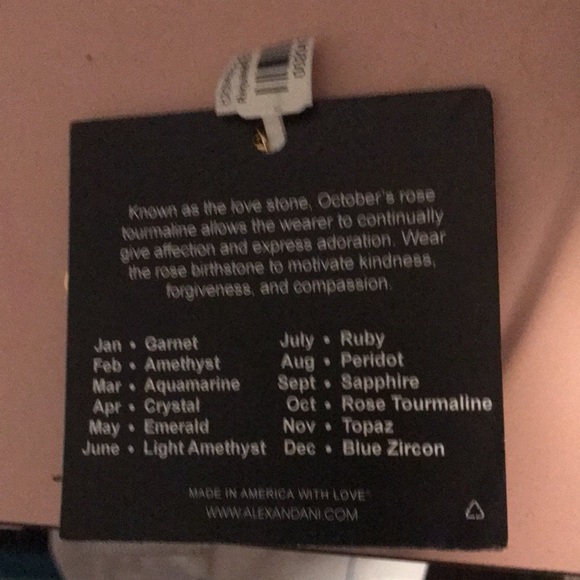 Known as the love stone, October's rose
tourmaline allows the wearer to continually
give affection and express adoration. Wear
the rose birthstone to motivate kindness,
forgiveness, and compassion.
Jan • Garnet
Feb • Amethyst
Mar • Aquamarine
Apr • Crystal
May • Emerald
June • Light Amethyst
July • Ruby
Aug • Peridot
Sept • Sapphire
Oct • Rose Tourmaline
Nov • Topaz
Dec • Blue Zircon
MADE IN AMERICA WITH LOVE
WWW.ALEXANDANI.COM